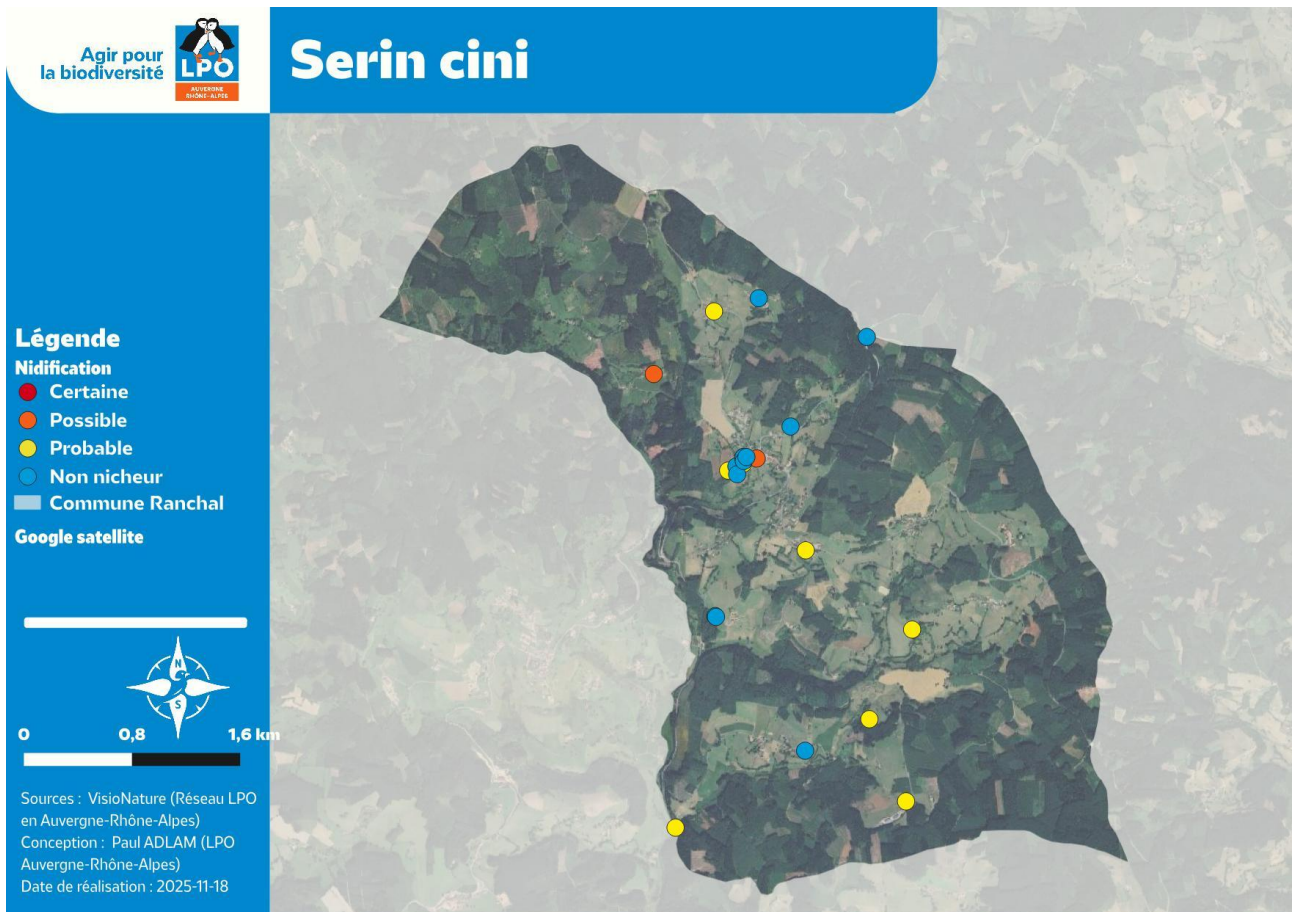 Agir pour
la biodiversité
LPO
AUVERGNE
RHÔNE-ALPES
Serin cini
Légende
Nidification
Certaine
Possible
Probable
Non nicheur
Commune Ranchal
Google satellite
N
S
0 0,8 1,6 km
Sources : VisioNature (Réseau LPO
en Auvergne-Rhône-Alpes)
Conception : Paul ADLAM (LPO
Auvergne-Rhône-Alpes)
Date de réalisation : 2025-11-18